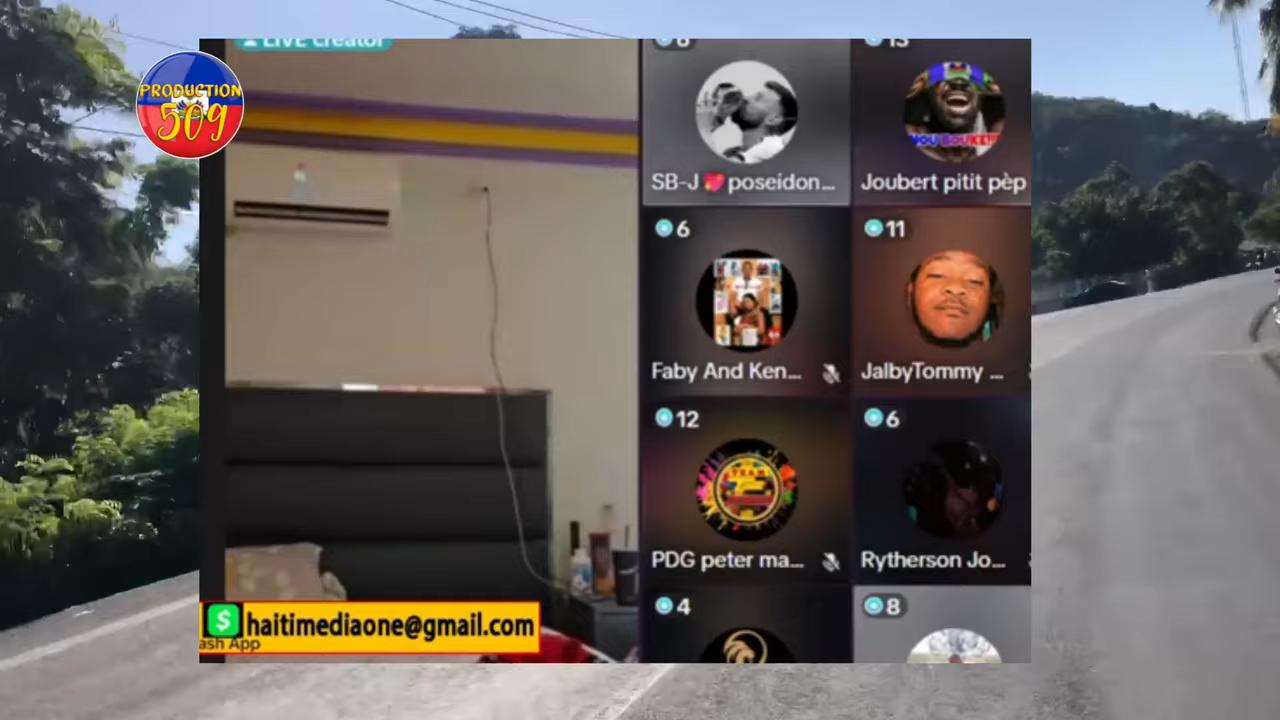 LIVE creator
PRODUCTION
509
SB-J 💖 poseidon...
Joubert pitit pèp
6
11
Faby And Ken...
JalbyTommy ...
12
6
PDG peter ma...
Rytherson Jo...
4
8
$ haitimediaone@gmail.com
ash App